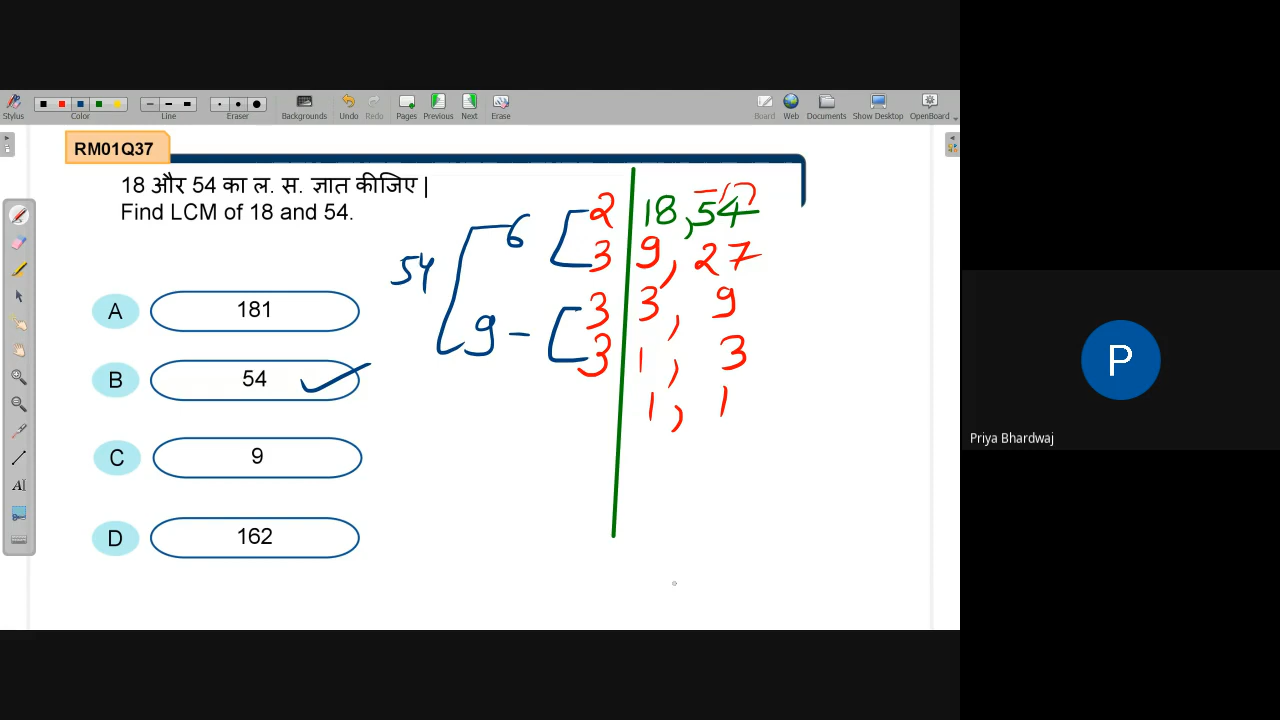 Stylus
Color
Line
Eraser
Backgrounds
Undo
Redo
Pages
Previous
Next
Erase
Board
Web
Documents
Show Desktop
OpenBoard
RM01Q37
18 और 54 का ल. स. ज्ञात कीजिए |
Find LCM of 18 and 54.
A 181
B 54
C 9
D 162
2 18, 54
3 9, 27
3 3, 9
3 1, 3
1, 1
6
54
9 -
P
Priya Bhardwaj